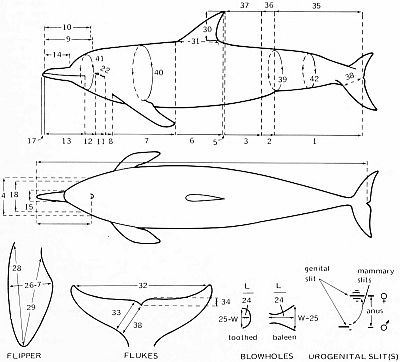 37 36 35
10
9
30
31
14
22
41
40
39
42
38
17 13 12 11 8 7 6 5 3 2 1
4 18 15
28
26-7
29
FLIPPER
32
33
38
34
FLUKES
L L
24 24
25-W W-25
toothed baleen
BLOWHOLES
genital slit
mammary slits
♀
anus
♂
UROGENITAL SLIT(S)